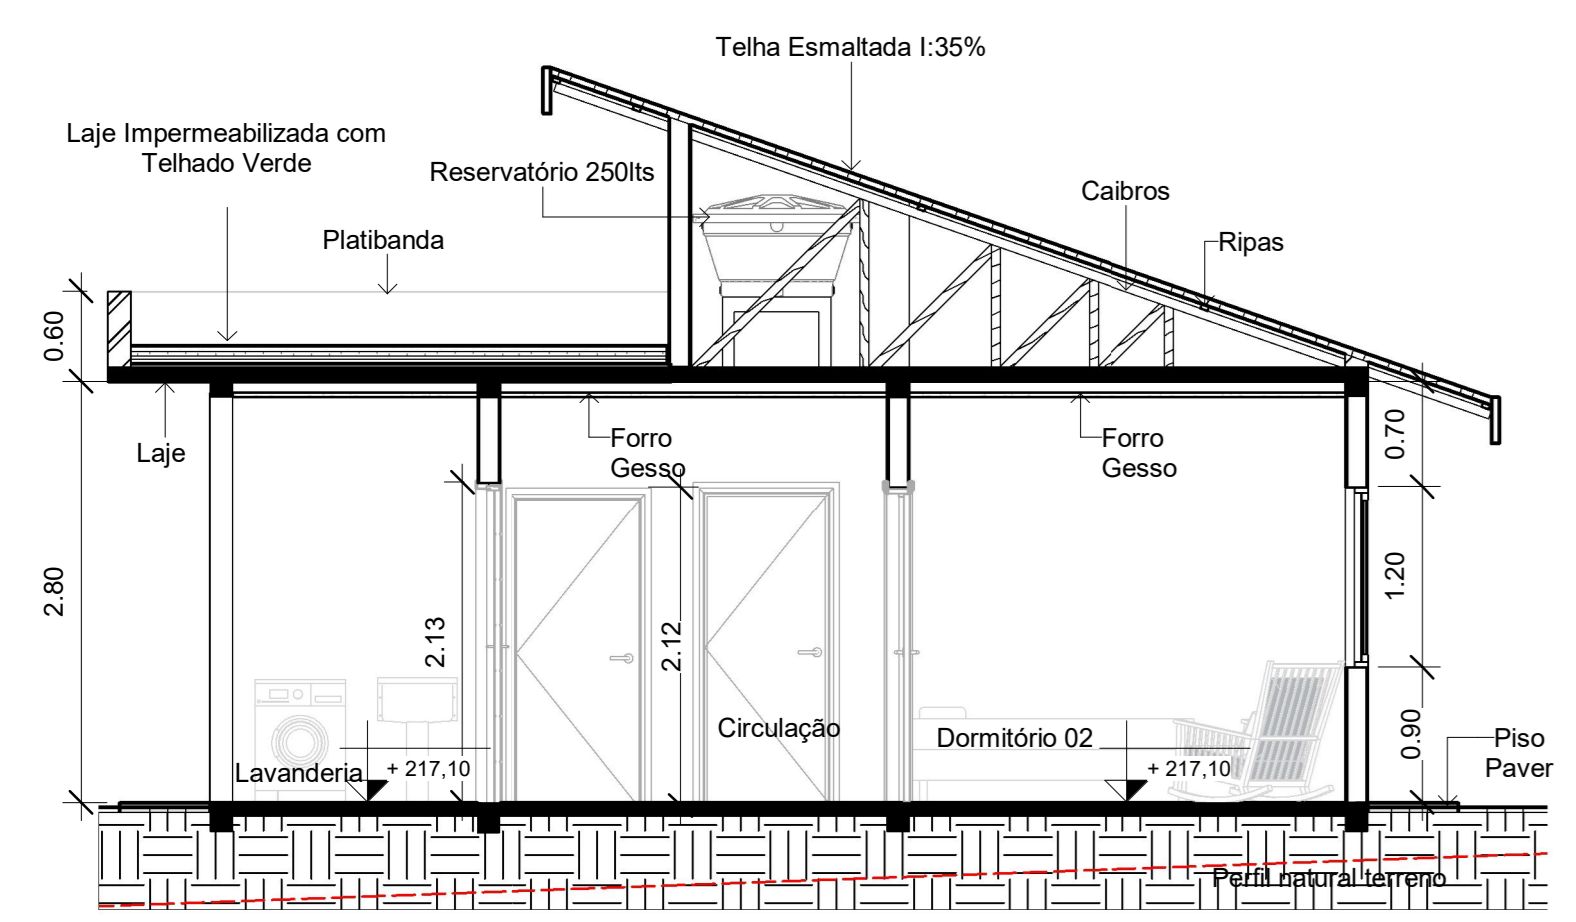 Telha Esmaltada I:35%
Laje Impermeabilizada com
Telhado Verde
Reservatório 250lts
Caibros
Platibanda
Ripas
0.60
Laje
Forro
Gesso
Forro
Gesso
0.70
2.80
2.13
2.12
1.20
0.90
Circulação
Dormitório 02
Lavanderia
+ 217,10
+ 217,10
Piso
Paver
Perfil natural terreno